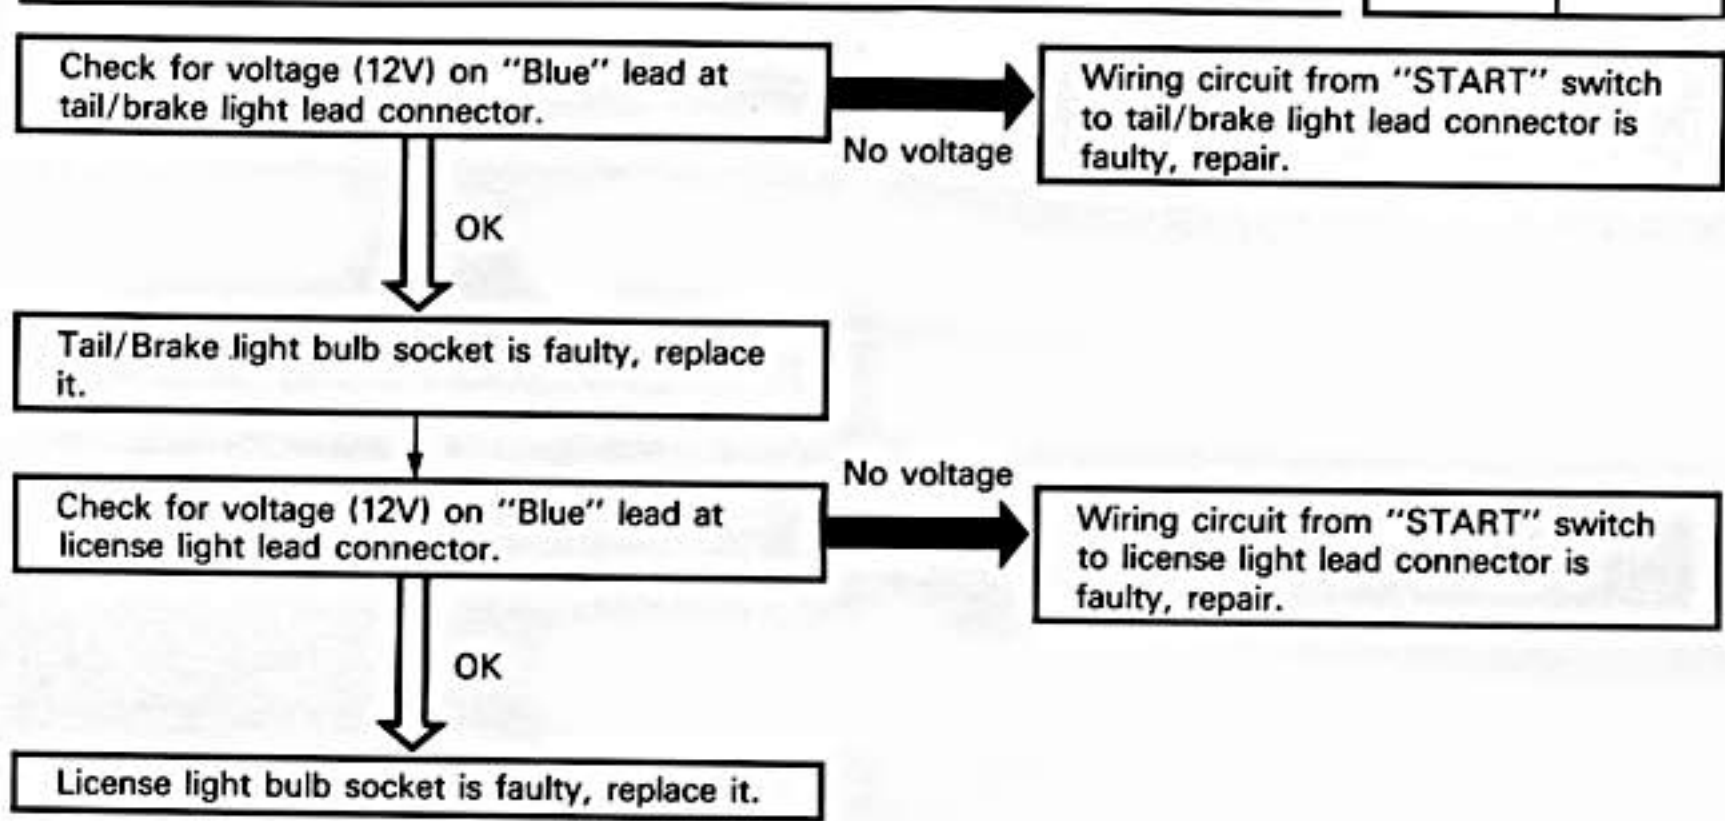 Check for voltage (12V) on "Blue" lead at
tail/brake light lead connector.
No voltage
Wiring circuit from "START" switch
to tail/brake light lead connector is
faulty, repair.
OK
Tail/Brake light bulb socket is faulty, replace
it.
Check for voltage (12V) on "Blue" lead at
license light lead connector.
No voltage
Wiring circuit from "START" switch
to license light lead connector is
faulty, repair.
OK
License light bulb socket is faulty, replace it.